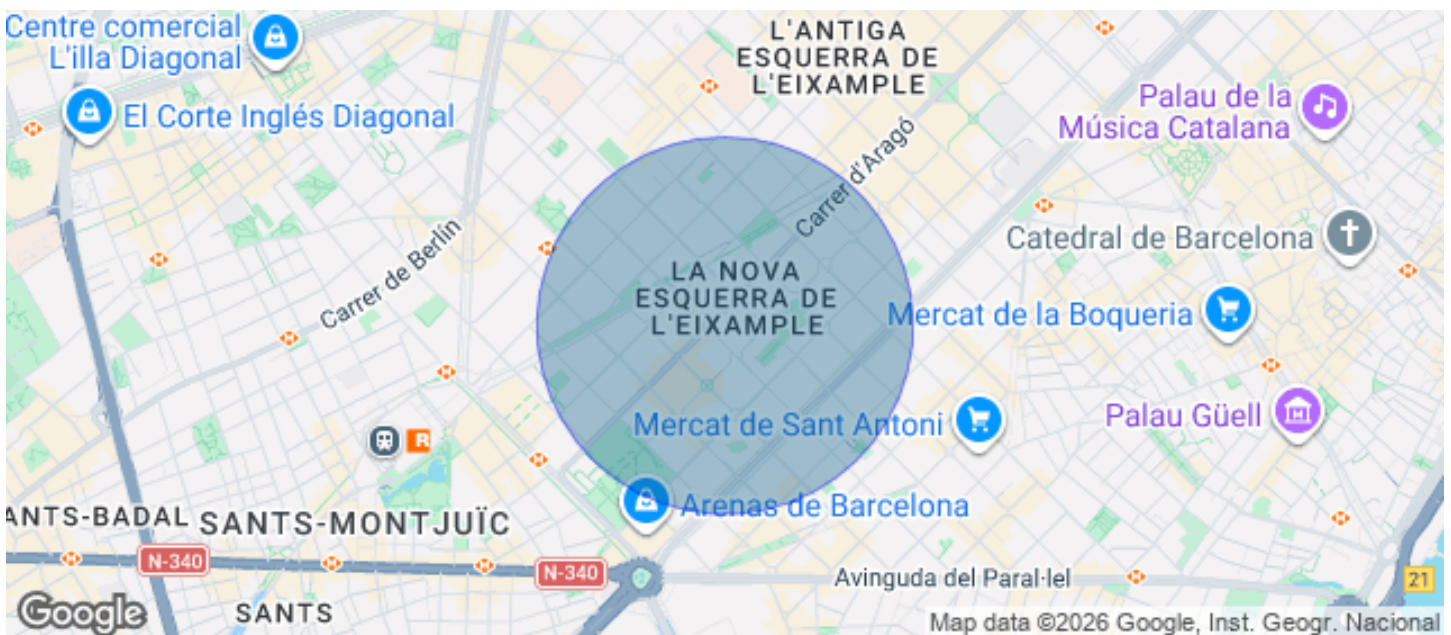 Centre comercial
L'illa Diagonal
El Corte Inglés Diagonal
L'ANTIGA
ESQUERRA DE
L'EIXAMPLE
Palau de la
Música Catalana
Carrer d'Aragó
Carrer de Berlín
Catedral de Barcelona
LA NOVA
ESQUERRA DE
L'EIXAMPLE
Mercat de la Boqueria
Mercat de Sant Antoni
Palau Güell
R
Arenas de Barcelona
ANTS-BADAL
SANTS-MONTJUÏC
N-340
N-340
Avinguda del Paral·lel
21
SANTS
Google
Map data ©2026 Google, Inst. Geogr. Nacional